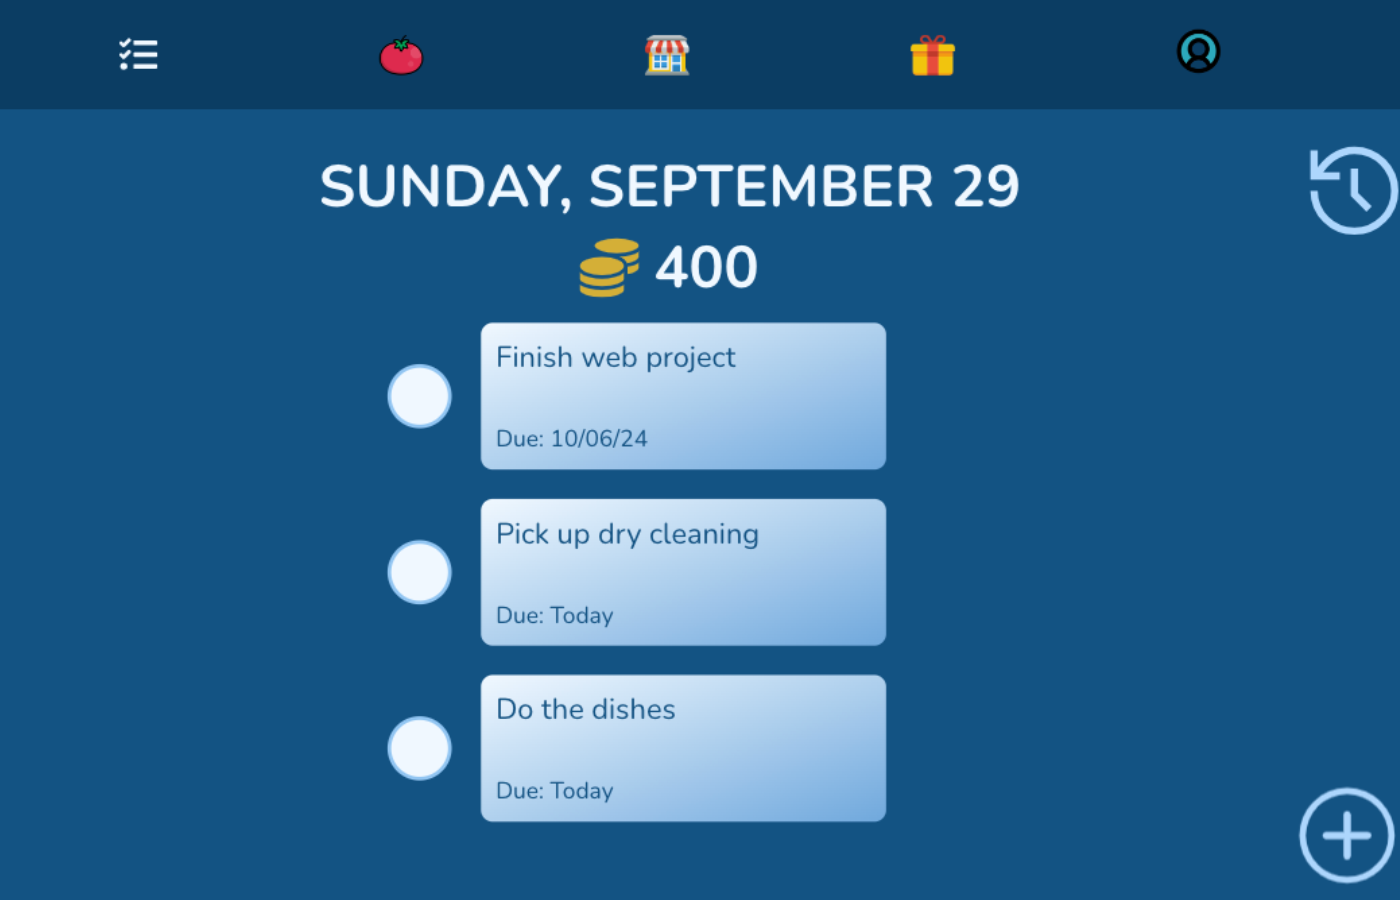 SUNDAY, SEPTEMBER 29
400
Finish web project
Due: 10/06/24
Pick up dry cleaning
Due: Today
Do the dishes
Due: Today